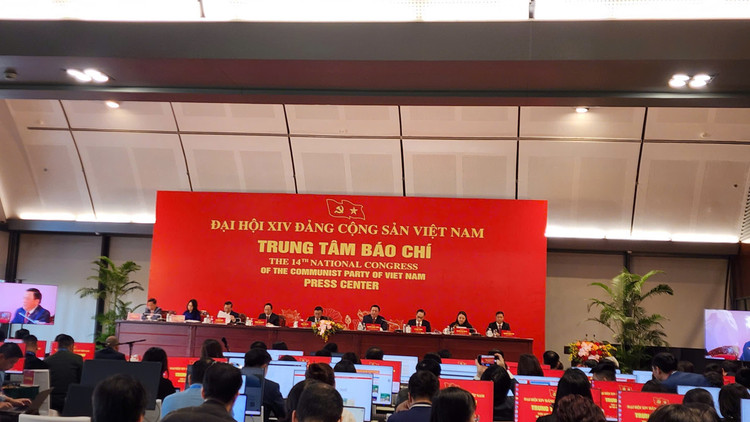 ĐẠI HỘI XIV ĐẢNG CỘNG SẢN VIỆT NAM
TRUNG TÂM BÁO CHÍ
THE 14TH NATIONAL CONGRESS
OF THE COMMUNIST PARTY OF VIET NAM
PRESS CENTER